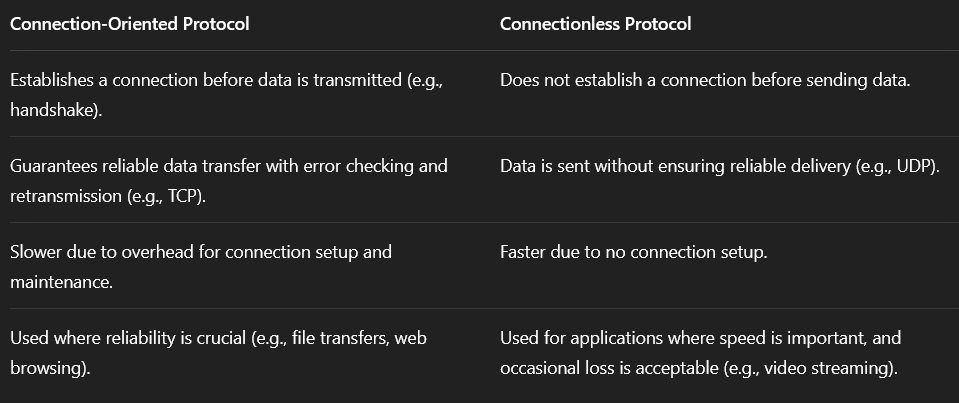 Connection-Oriented Protocol
Connectionless Protocol
Establishes a connection before data is transmitted (e.g.,
handshake).
Does not establish a connection before sending data.
Guarantees reliable data transfer with error checking and
retransmission (e.g., TCP).
Data is sent without ensuring reliable delivery (e.g., UDP).
Slower due to overhead for connection setup and
maintenance.
Faster due to no connection setup.
Used where reliability is crucial (e.g., file transfers, web
browsing).
Used for applications where speed is important, and
occasional loss is acceptable (e.g., video streaming).